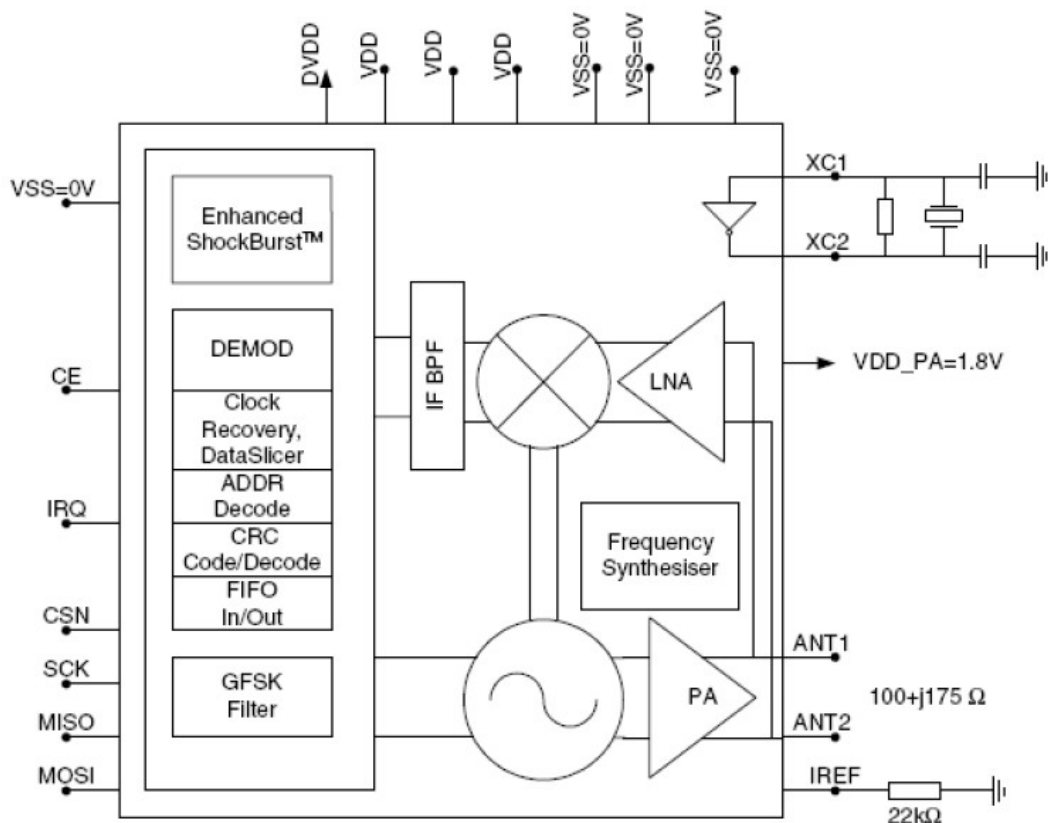 DVDD
VDD
VDD
VDD
VSS=0V
VSS=0V
VSS=0V
VSS=0V
CE
IRQ
CSN
SCK
MISO
MOSI
Enhanced
ShockBurst™
DEMOD
Clock
Recovery,
DataSlicer
ADDR
Decode
CRC
Code/Decode
FIFO
In/Out
GFSK
Filter
IF BPF
LNA
Frequency
Synthesiser
PA
XC1
XC2
VDD_PA=1.8V
ANT1
100+j175 Ω
ANT2
IREF
22kΩ